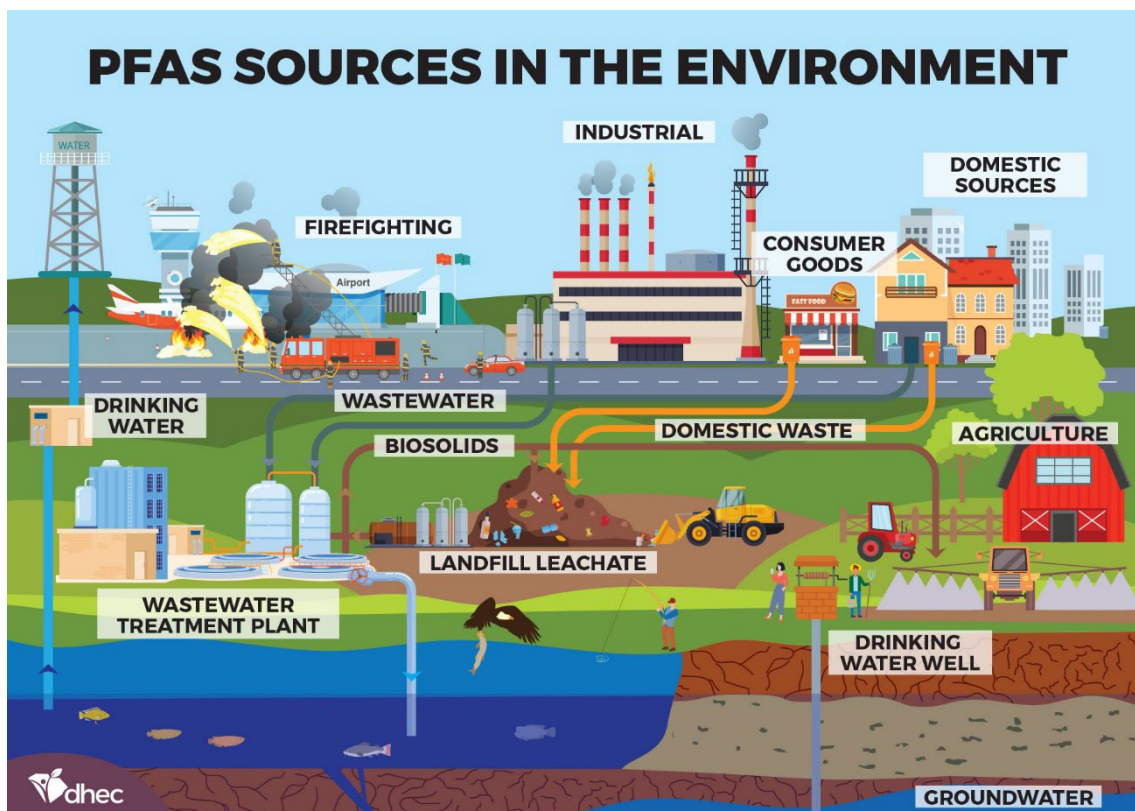 PFAS SOURCES IN THE ENVIRONMENT
WATER
INDUSTRIAL
DOMESTIC
SOURCES
FIREFIGHTING
CONSUMER
GOODS
Airport
FAST FOOD
DRINKING
WATER
WASTEWATER
BIOSOLIDS
DOMESTIC WASTE
AGRICULTURE
LANDFILL LEACHATE
WASTEWATER
TREATMENT PLANT
DRINKING
WATER WELL
GROUNDWATER
dhec